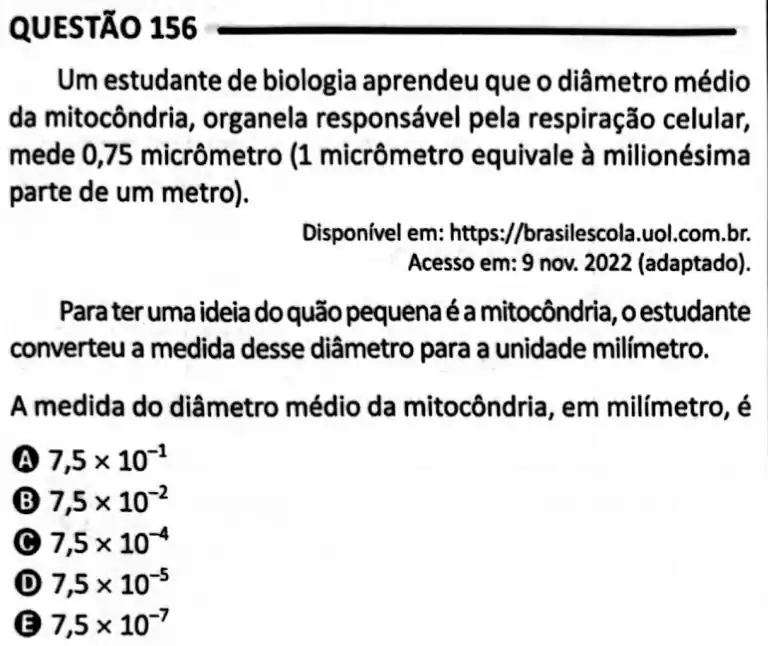 QUESTÃO 156
Um estudante de biologia aprendeu que o diâmetro médio
da mitocôndria, organela responsável pela respiração celular,
mede 0,75 micrômetro (1 micrômetro equivale à milionésima
parte de um metro).
Disponível em: https://brasilescola.uol.com.br.
Acesso em: 9 nov. 2022 (adaptado).
Para ter uma ideia do quão pequena é a mitocôndria, o estudante
converteu a medida desse diâmetro para a unidade milímetro.
A medida do diâmetro médio da mitocôndria, em milímetro, é
A 7,5 × 10⁻¹
B 7,5 × 10⁻²
C 7,5 × 10⁻⁴
D 7,5 × 10⁻⁵
E 7,5 × 10⁻⁷